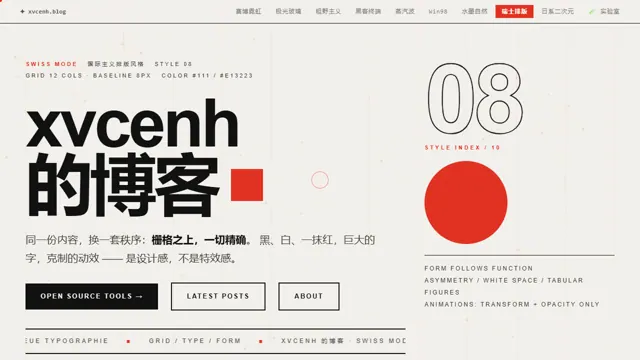 xvcenh.blog
赛博霓虹 极光玻璃 粗野主义 黑客终端 蒸汽波 Win98 水墨自然 瑞士排版 日系二次元 实验室
SWISS MODE 国际主义排版风格 STYLE 08
GRID 12 COLS · BASELINE 8PX COLOR #111 / #E13223
xvcenh
的博客
同一份内容，换一套秩序：栅格之上，一切精确。 黑、白、一抹红，巨大的
字，克制的动效 —— 是设计感，不是特效感。
OPEN SOURCE TOOLS →
LATEST POSTS
ABOUT
UE TYPOGRAPHIE GRID / TYPE / FORM XVCENH 的博客 · SWISS MOD
08
STYLE INDEX / 10
FORM FOLLOWS FUNCTION
ASYMMETRY / WHITE SPACE / TABULAR
FIGURES
ANIMATIONS: TRANSFORM + OPACITY ONLY